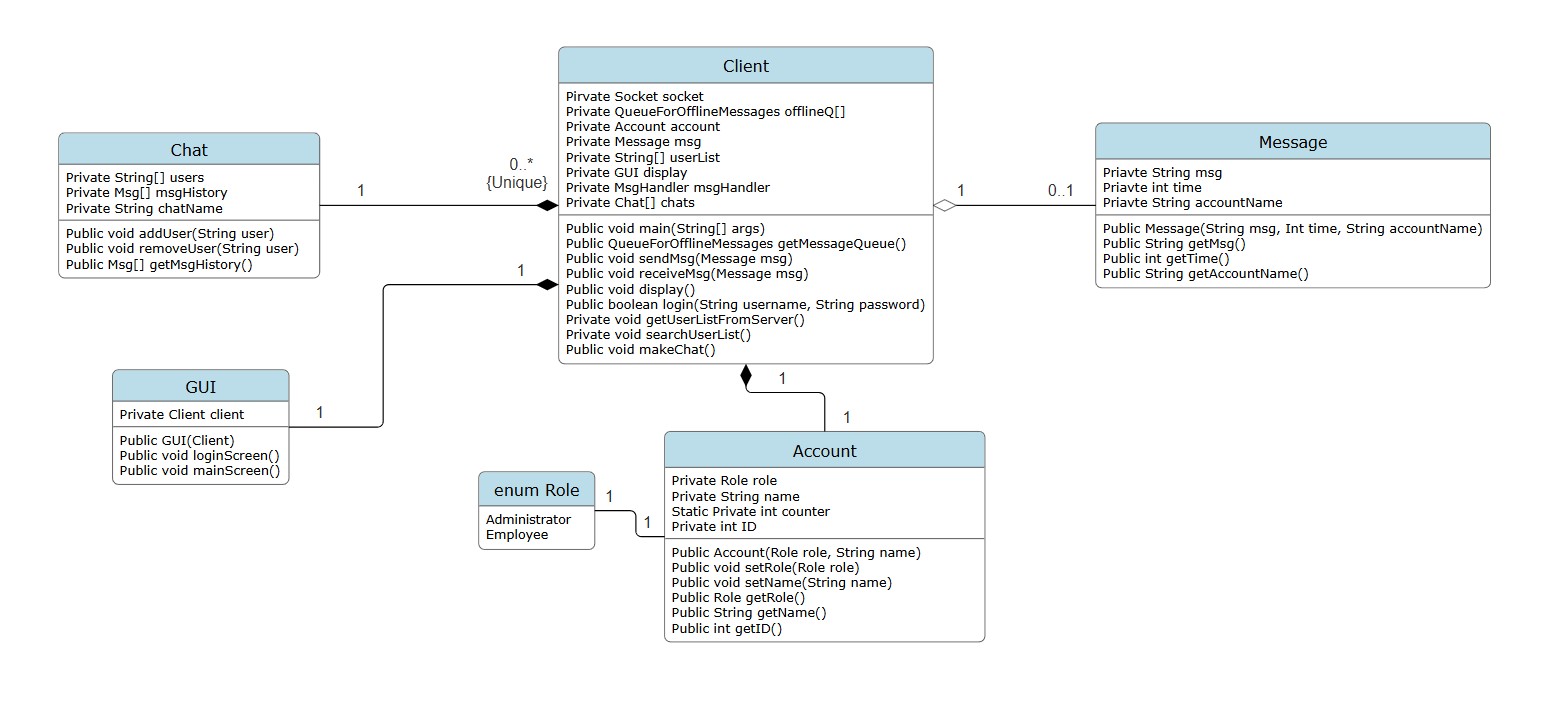 Client
Pirvate Socket socket
Private QueueForOfflineMessages offlineQ[]
Private Account account
Private Message msg
Private String[] userList
Private GUI display
Private MsgHandler msgHandler
Private Chat[] chats
Public void main(String[] args)
Public QueueForOfflineMessages getMessageQueue()
Public void sendMsg(Message msg)
Public void receiveMsg(Message msg)
Public void display()
Public boolean login(String username, String password)
Private void getUserListFromServer()
Private void searchUserList()
Public void makeChat()
Chat
Private String[] users
Private Msg[] msgHistory
Private String chatName
Public void addUser(String user)
Public void removeUser(String user)
Public Msg[] getMsgHistory()
1
0..*
{Unique}
1
0..1
Message
Priavte String msg
Priavte int time
Priavte String accountName
Public Message(String msg, Int time, String accountName)
Public String getMsg()
Public int getTime()
Public String getAccountName()
1
GUI
Private Client client
Public GUI(Client)
Public void loginScreen()
Public void mainScreen()
1
1
1
Account
Private Role role
Private String name
Static Private int counter
Private int ID
Public Account(Role role, String name)
Public void setRole(Role role)
Public void setName(String name)
Public Role getRole()
Public String getName()
Public int getID()
enum Role
Administrator
Employee
1
1